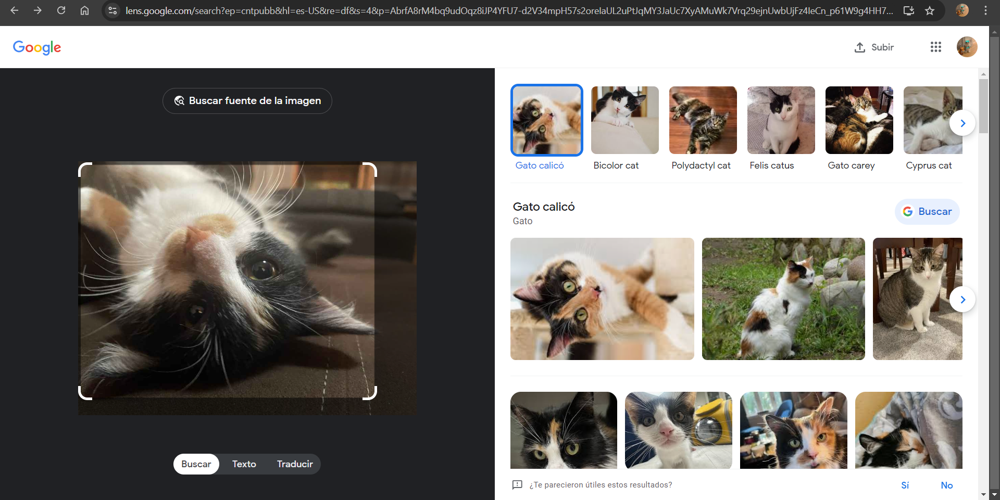 lens.google.com/search?ep=cntpubb&hl=es-US&re=df&s=4&p=AbrfA8rM4bq9udOqz8iJP4YFU7-d2V34mpH57s2orelaUL2uPtJqMY3JaUc7XyAMuWk7Vrq29ejnUwbUjFz4IeCn_p61W9g4HH7...
Google
Subir
Buscar fuente de la imagen
Gato calicó
Bicolor cat
Polydactyl cat
Felis catus
Gato carey
Cyprus cat
Gato calicó
Gato
Buscar
Buscar
Texto
Traducir
¿Te parecieron útiles estos resultados?
Sí
No